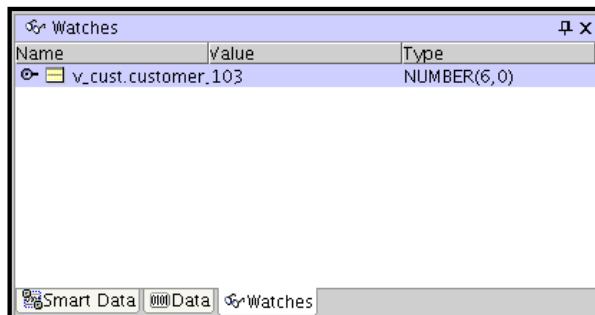 Watches
Name Value Type
v_cust.customer_ 103 NUMBER(6,0)
Smart Data Data Watches